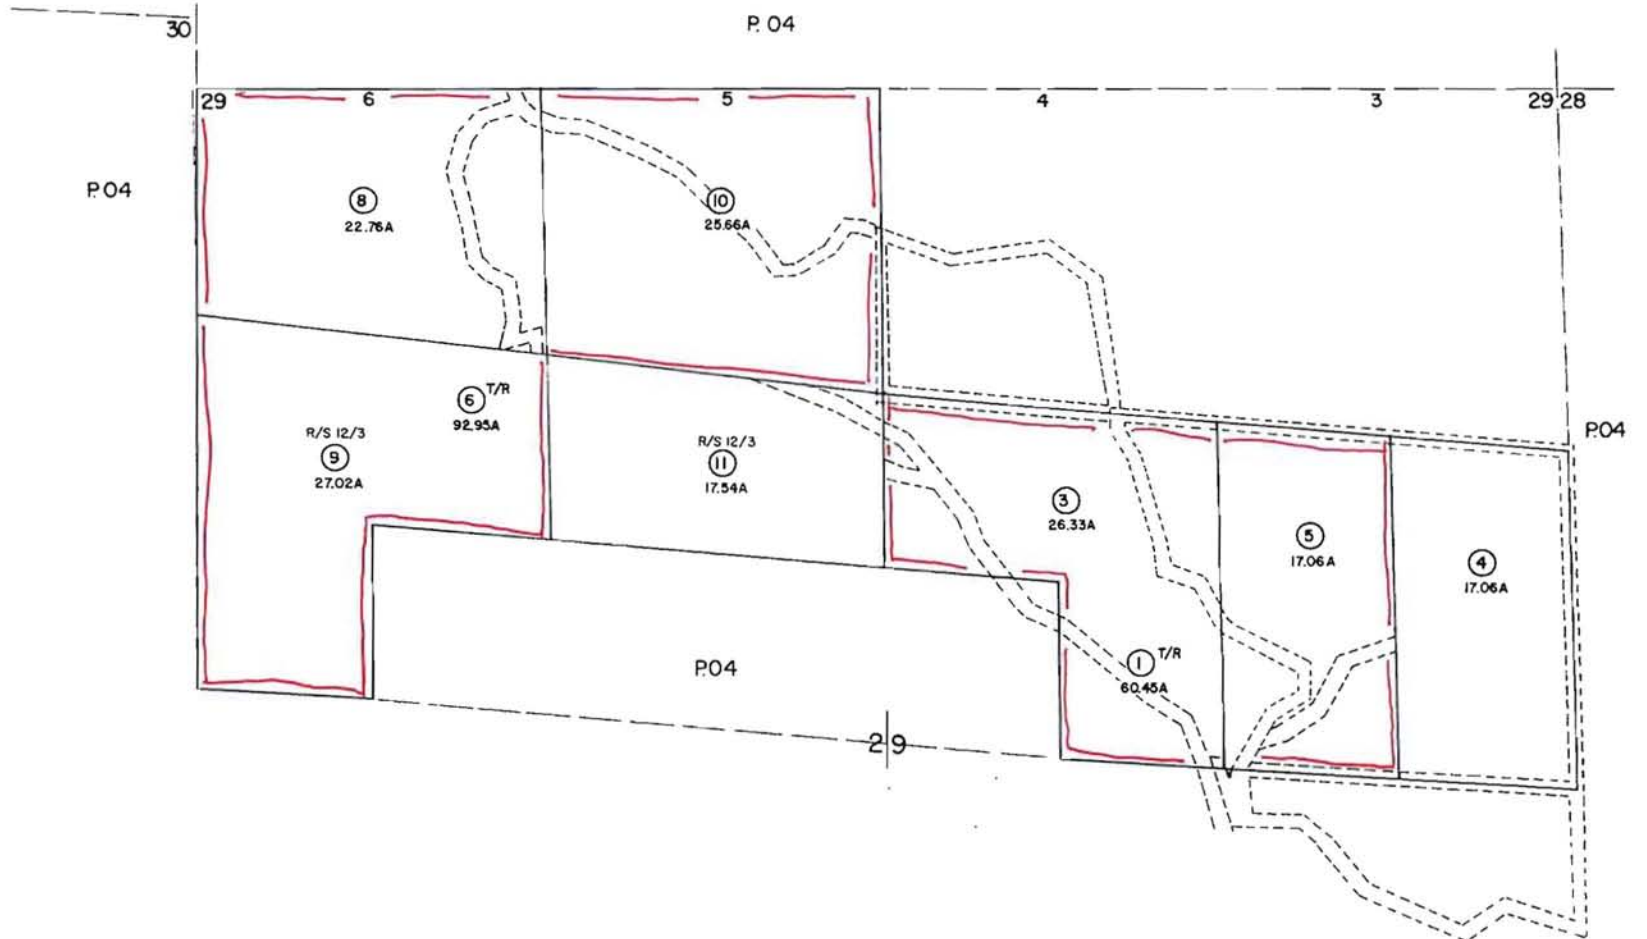 P. 04
30
29 6 5 4 3 29 28
P.04
8
22.76A
10
25.66A
6 T/R
92.95A
R/S 12/3
9
27.02A
R/S 12/3
11
17.54A
P.04
3
26.33A
5
17.06A
4
17.06A
1 T/R
60.45A
P.04
29